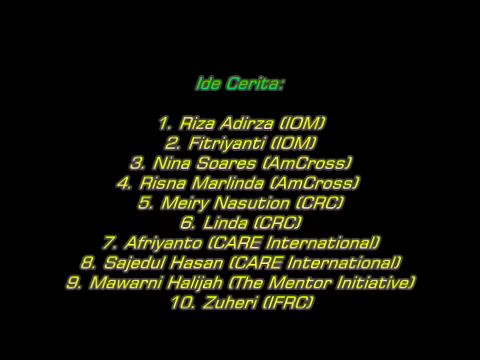 Ide Cerita:
1. Riza Adirza (IOM)
2. Fitriyanti (IOM)
3. Nina Soares (AmCross)
4. Risna Marlinda (AmCross)
5. Meiry Nasution (CRC)
6. Linda (CRC)
7. Afriyanto (CARE International)
8. Sajedul Hasan (CARE International)
9. Mawarni Halijah (The Mentor Initiative)
10. Zuheri (IFRC)